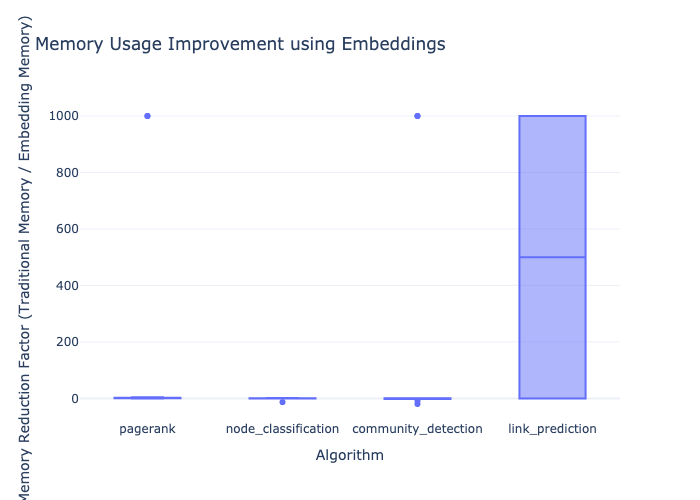 Memory Usage Improvement using Embeddings
Memory Reduction Factor (Traditional Memory / Embedding Memory)
1000
800
600
400
200
0
pagerank
node_classification
community_detection
link_prediction
Algorithm